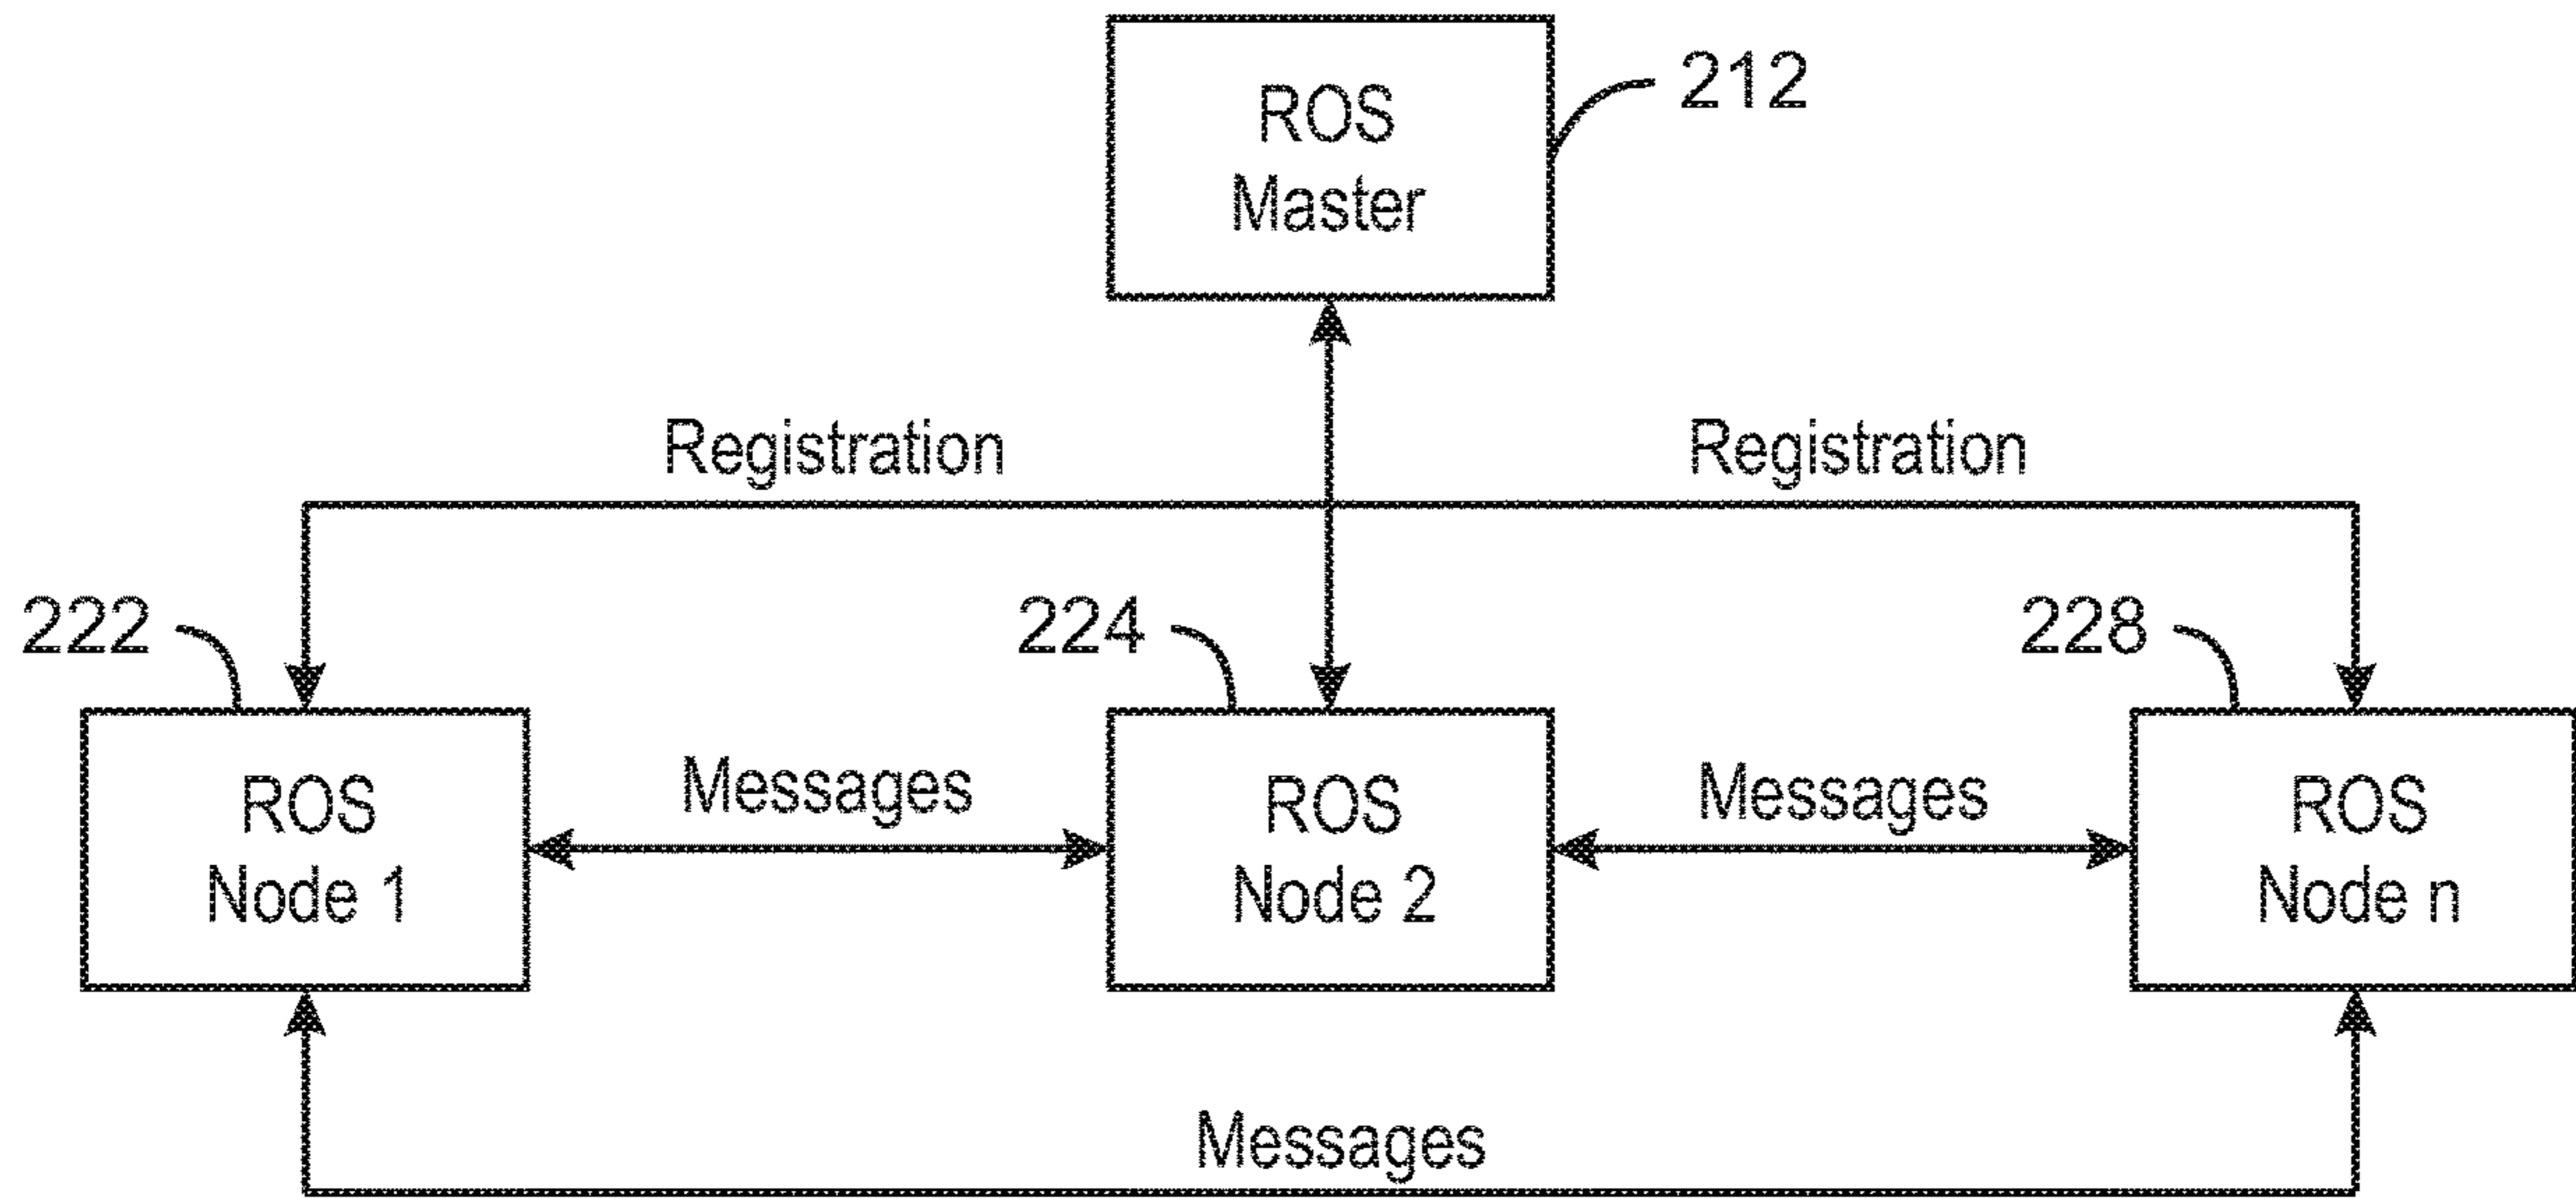 ROS
Master
212
Registration
Registration
222
224
228
ROS
Node 1
Messages
ROS
Node 2
Messages
ROS
Node n
Messages